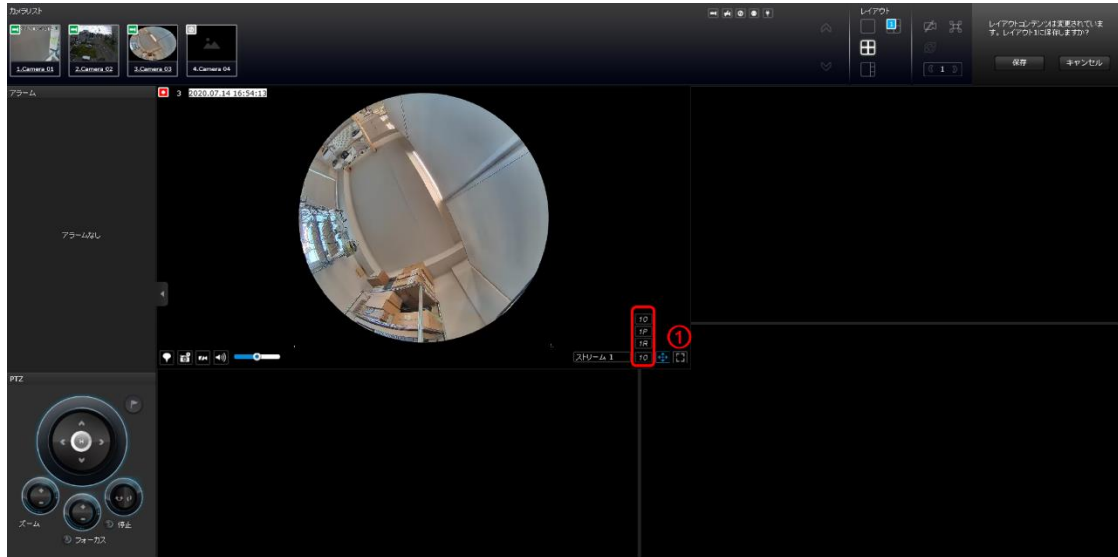 カメラリスト
1.Camera 01
2.Camera 02
3.Camera 03
4.Camera 04
レイアウト
1
1
レイアウトコンテンツは変更されていま
す。レイアウト1に保存しますか?
保存
キャンセル
アラーム
3 2020.07.14 16:54:13
アラームなし
1O
1P
1R
①
ストリーム 1
1O
PTZ
ズーム
停止
フォーカス